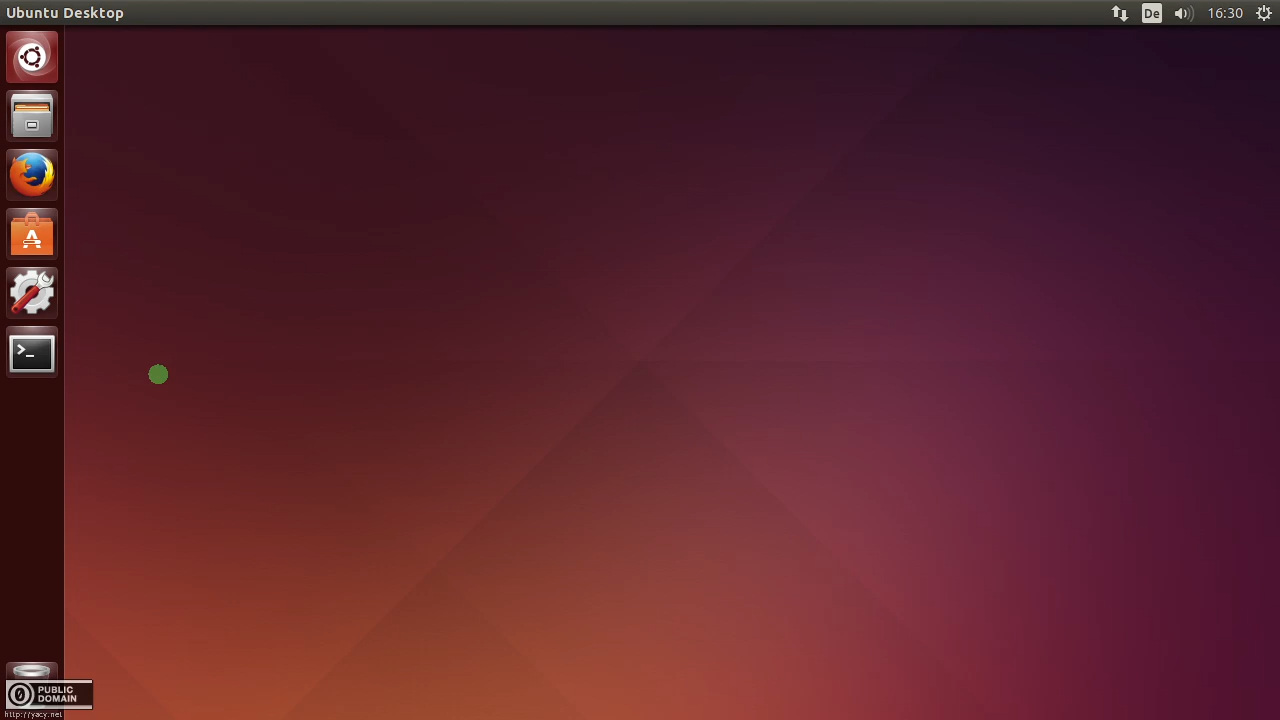 Ubuntu Desktop
De
16:30
>_
PUBLIC
DOMAIN
http://yacy.net